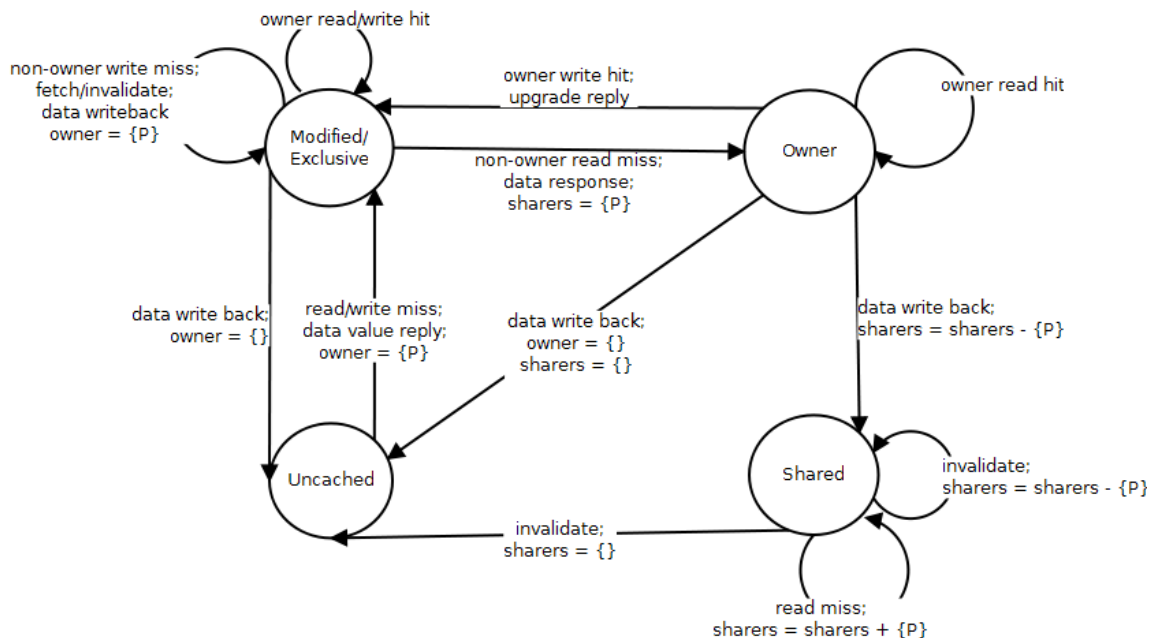 owner read/write hit
non-owner write miss;
fetch/invalidate;
data writeback
owner = {P}
owner write hit;
upgrade reply
owner read hit
Modified/
Exclusive
Owner
non-owner read miss;
data response;
sharers = {P}
data write back;
owner = {}
read/write miss;
data value reply;
owner = {P}
data write back;
owner = {}
sharers = {}
data write back;
sharers = sharers - {P}
Uncached
Shared
invalidate;
sharers = sharers - {P}
invalidate;
sharers = {}
read miss;
sharers = sharers + {P}